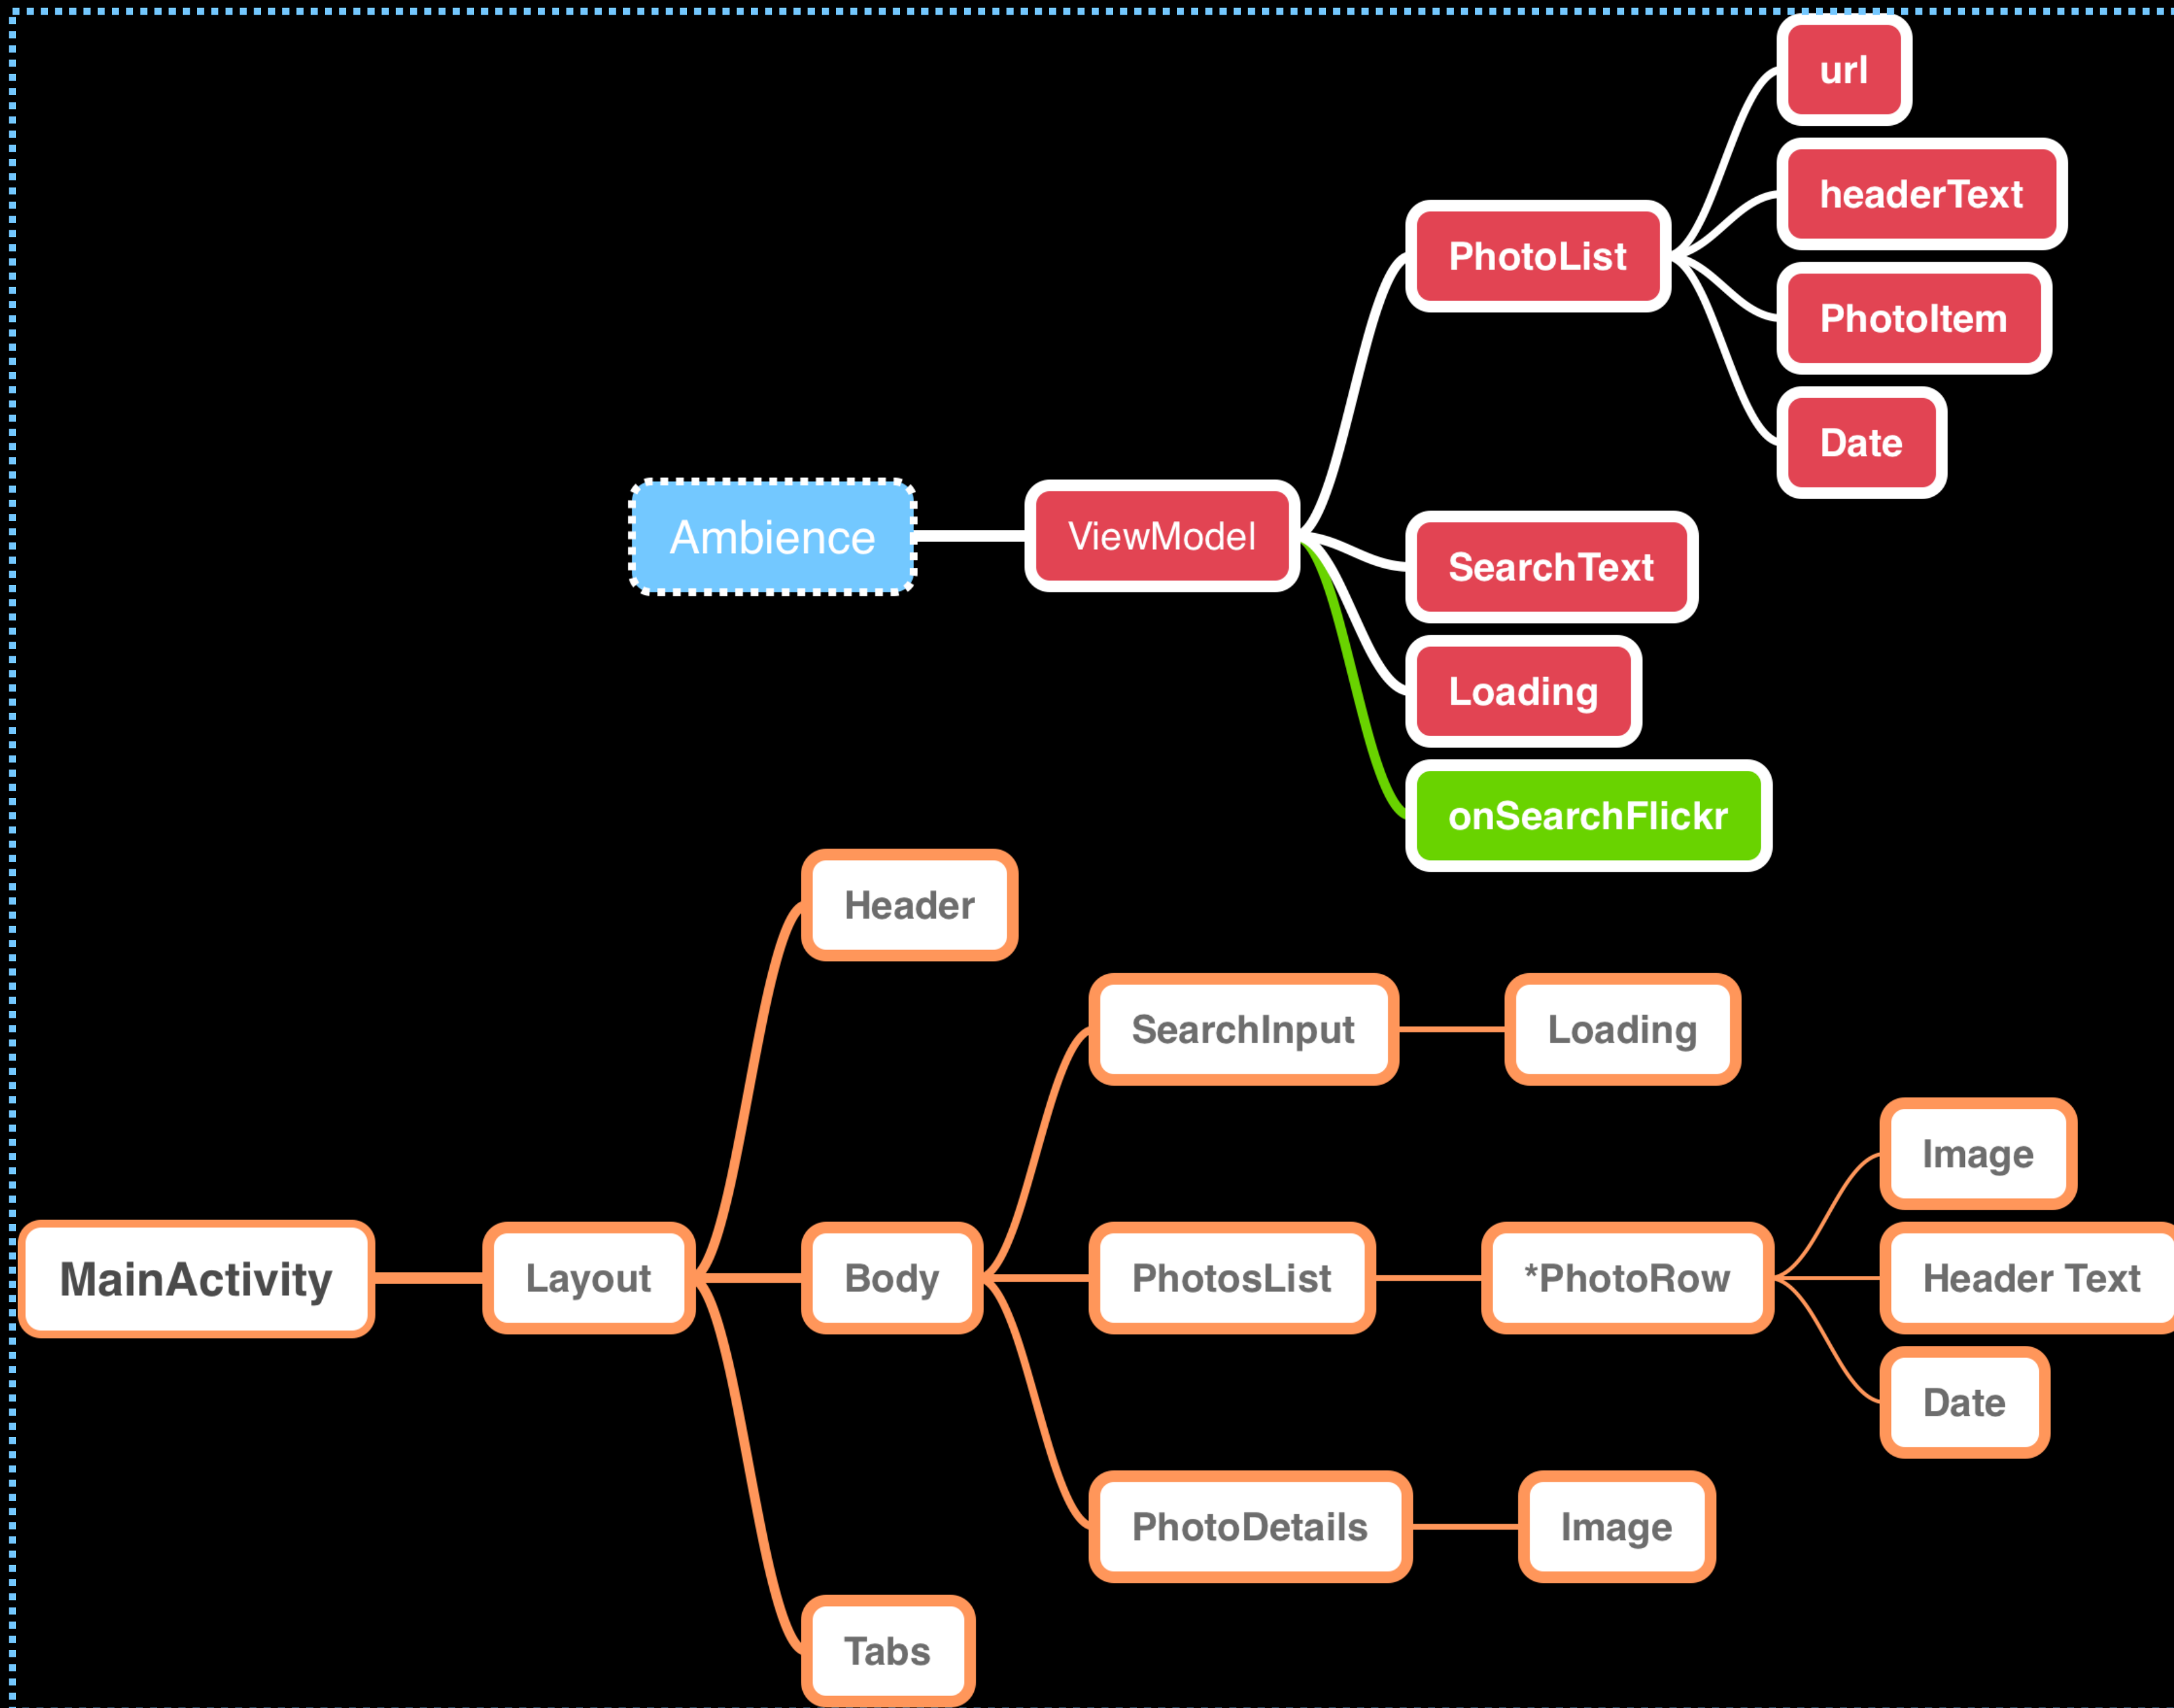 url
headerText
PhotoList
PhotoItem
Date
Ambience
ViewModel
SearchText
Loading
onSearchFlickr
Header
SearchInput
Loading
Image
MainActivity
Layout
Body
PhotosList
*PhotoRow
Header Text
Date
PhotoDetails
Image
Tabs